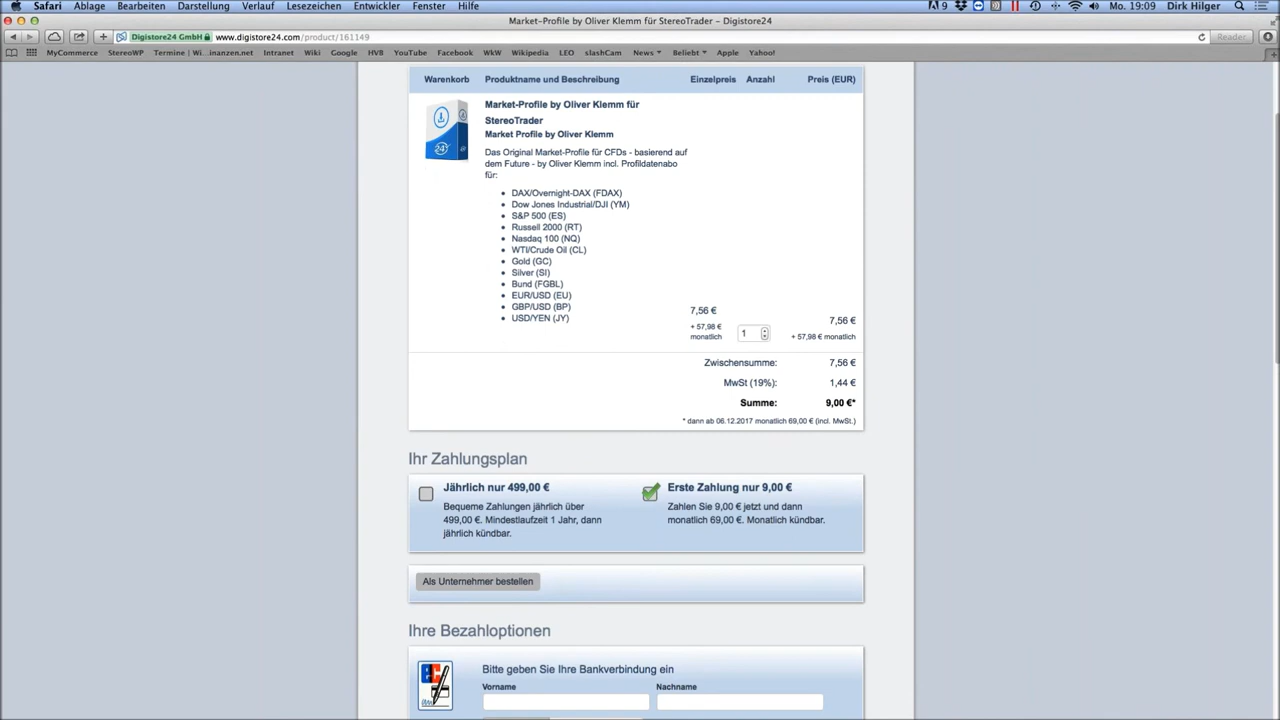 Safari Ablage Bearbeiten Darstellung Verlauf Lesezeichen Entwickler Fenster Hilfe 9 Mo. 19:09 Dirk Hilger
Market-Profile by Oliver Klemm für StereoTrader – Digistore24
Digistore24 GmbH www.digistore24.com/product/161149 Reader
MyCommerce StereoWP Termine | Wi...inanzen.net Intranet Wiki Google HVB YouTube Facebook WkW Wikipedia LEO slashCam News Beliebt Apple Yahoo!
Warenkorb Produktname und Beschreibung Einzelpreis Anzahl Preis (EUR)
Market-Profile by Oliver Klemm für
StereoTrader
Market Profile by Oliver Klemm
Das Original Market-Profile für CFDs - basierend auf
dem Future - by Oliver Klemm incl. Profildatenabo
für:
• DAX/Overnight-DAX (FDAX)
• Dow Jones Industrial/DJI (YM)
• S&P 500 (ES)
• Russell 2000 (RT)
• Nasdaq 100 (NQ)
• WTI/Crude Oil (CL)
• Gold (GC)
• Silver (SI)
• Bund (FGBL)
• EUR/USD (EU)
• GBP/USD (BP)
• USD/YEN (JY)
7,56 €
+ 57,98 €
monatlich
1
7,56 €
+ 57,98 € monatlich
Zwischensumme: 7,56 €
MwSt (19%): 1,44 €
Summe: 9,00 €*
* dann ab 06.12.2017 monatlich 69,00 € (incl. MwSt.)
Ihr Zahlungsplan
Jährlich nur 499,00 €
Bequeme Zahlungen jährlich über
499,00 €. Mindestlaufzeit 1 Jahr, dann
jährlich kündbar.
Erste Zahlung nur 9,00 €
Zahlen Sie 9,00 € jetzt und dann
monatlich 69,00 €. Monatlich kündbar.
Als Unternehmer bestellen
Ihre Bezahloptionen
Bitte geben Sie Ihre Bankverbindung ein
Vorname Nachname